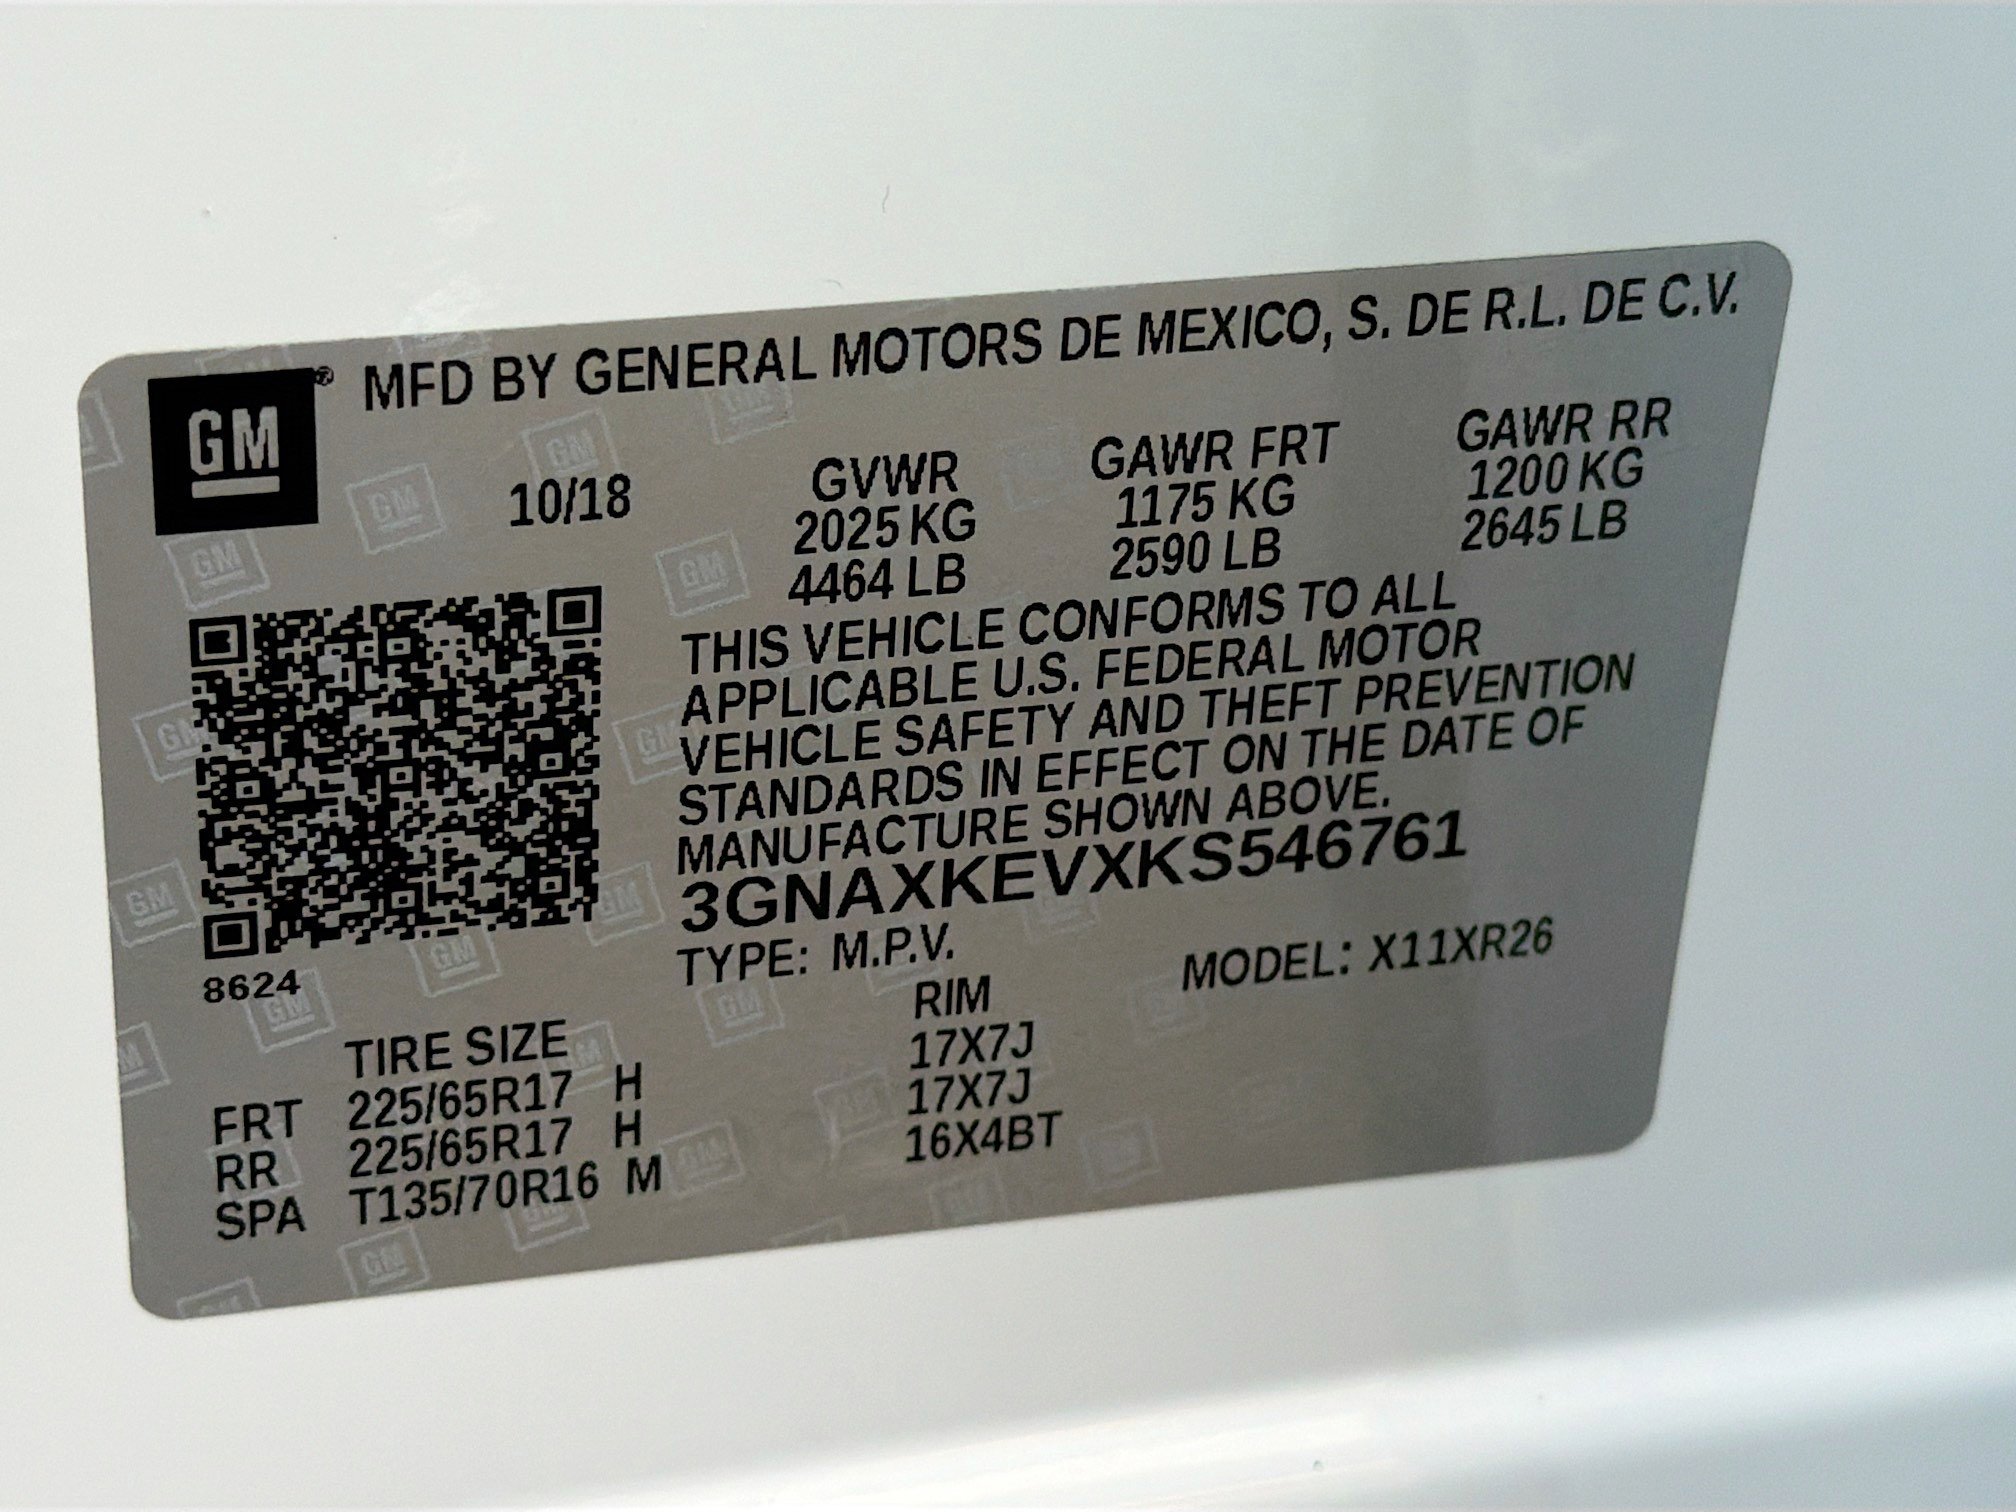 GM® MFD BY GENERAL MOTORS DE MEXICO, S. DE R.L. DE C.V.
10/18 GVWR GAWR FRT GAWR RR
2025 KG 1175 KG 1200 KG
4464 LB 2590 LB 2645 LB
THIS VEHICLE CONFORMS TO ALL
APPLICABLE U.S. FEDERAL MOTOR
VEHICLE SAFETY AND THEFT PREVENTION
STANDARDS IN EFFECT ON THE DATE OF
MANUFACTURE SHOWN ABOVE.
3GNAXKEVXKS546761
8624
TYPE: M.P.V. MODEL: X11XR26
TIRE SIZE RIM
FRT 225/65R17 H 17X7J
RR 225/65R17 H 17X7J
SPA T135/70R16 M 16X4BT